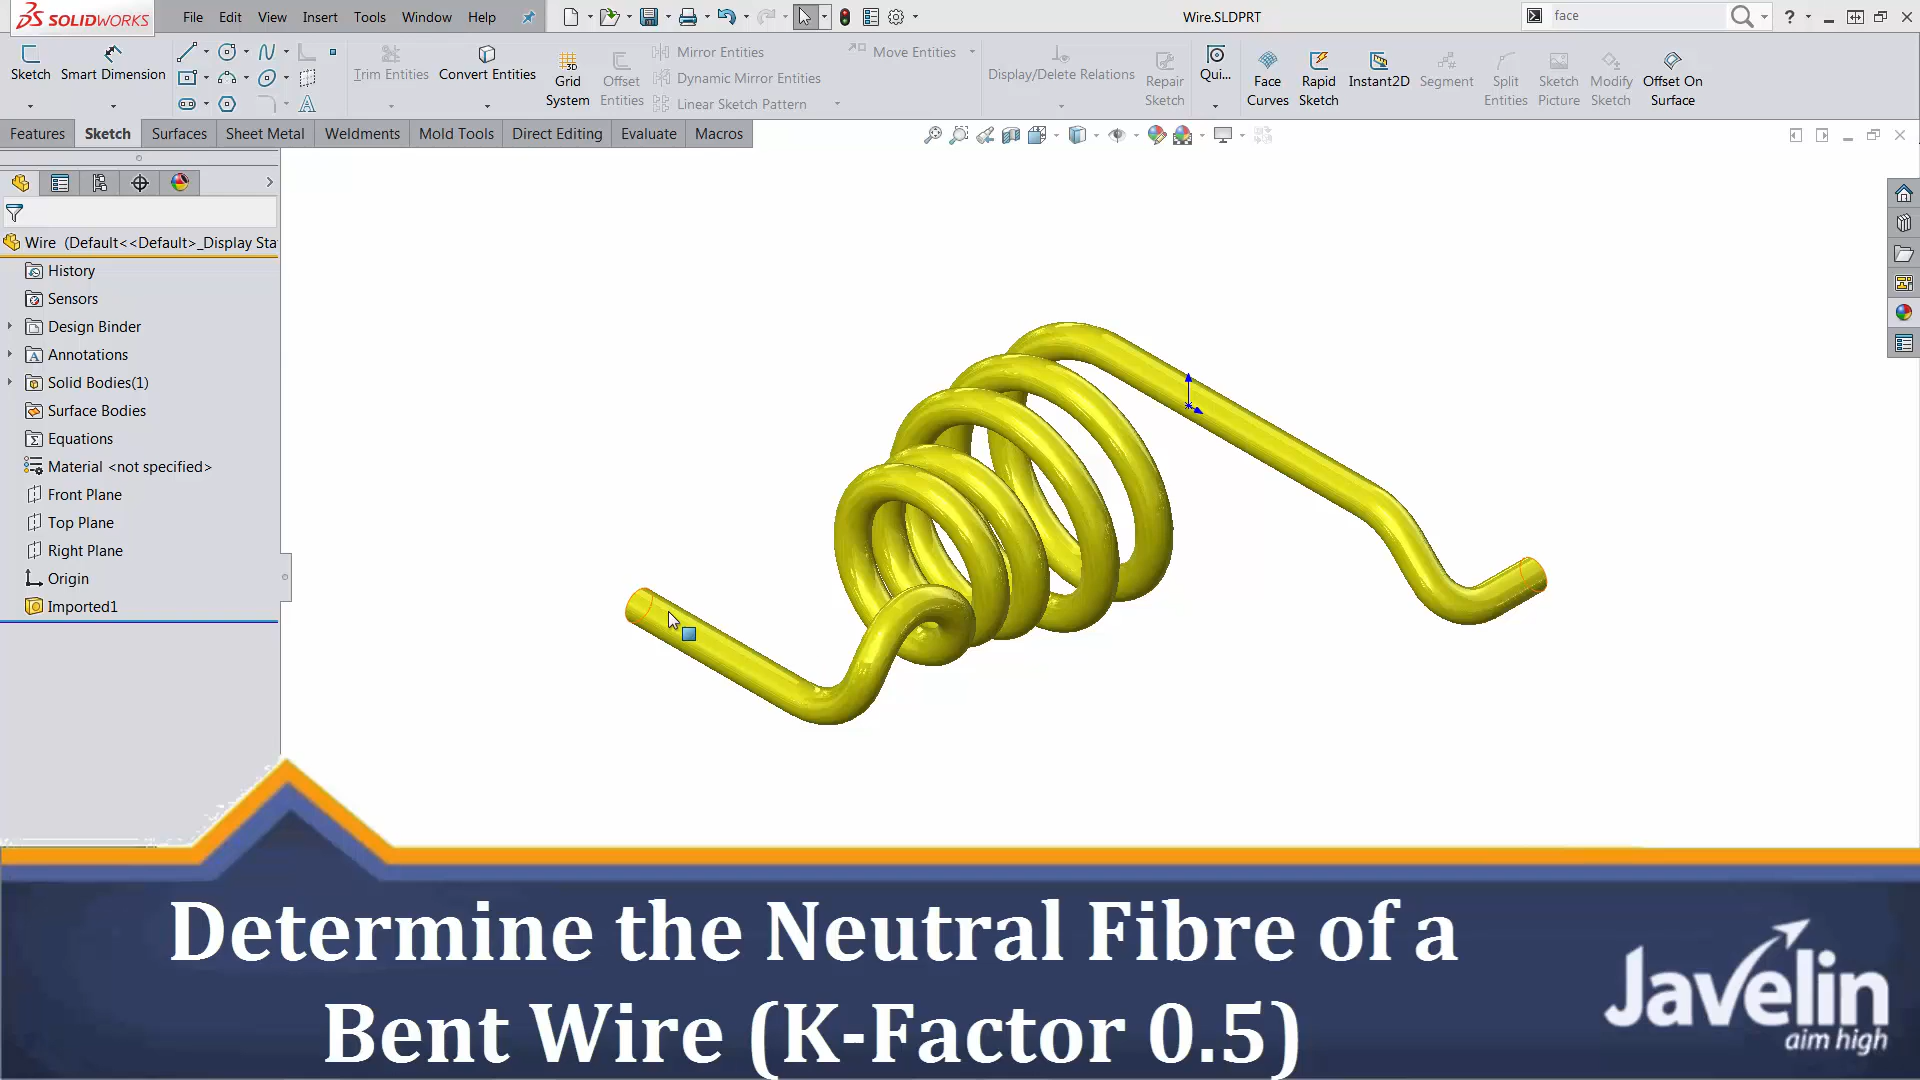 SOLIDWORKS
File Edit View Insert Tools Window Help
Wire.SLDPRT
face
Sketch
Smart Dimension
Trim Entities
Convert Entities
3D
Grid System
Offset Entities
Mirror Entities
Dynamic Mirror Entities
Linear Sketch Pattern
Move Entities
Display/Delete Relations
Repair Sketch
Qui...
Face Curves
Rapid Sketch
Instant2D
Segment
Split Entities
Sketch Picture
Modify Sketch
Offset On Surface
Features Sketch Surfaces Sheet Metal Weldments Mold Tools Direct Editing Evaluate Macros
Wire (Default<<Default>_Display Sta
History
Sensors
Design Binder
Annotations
Solid Bodies(1)
Surface Bodies
Equations
Material <not specified>
Front Plane
Top Plane
Right Plane
Origin
Imported1
Determine the Neutral Fibre of a
Bent Wire (K-Factor 0.5)
Javelin
aim high